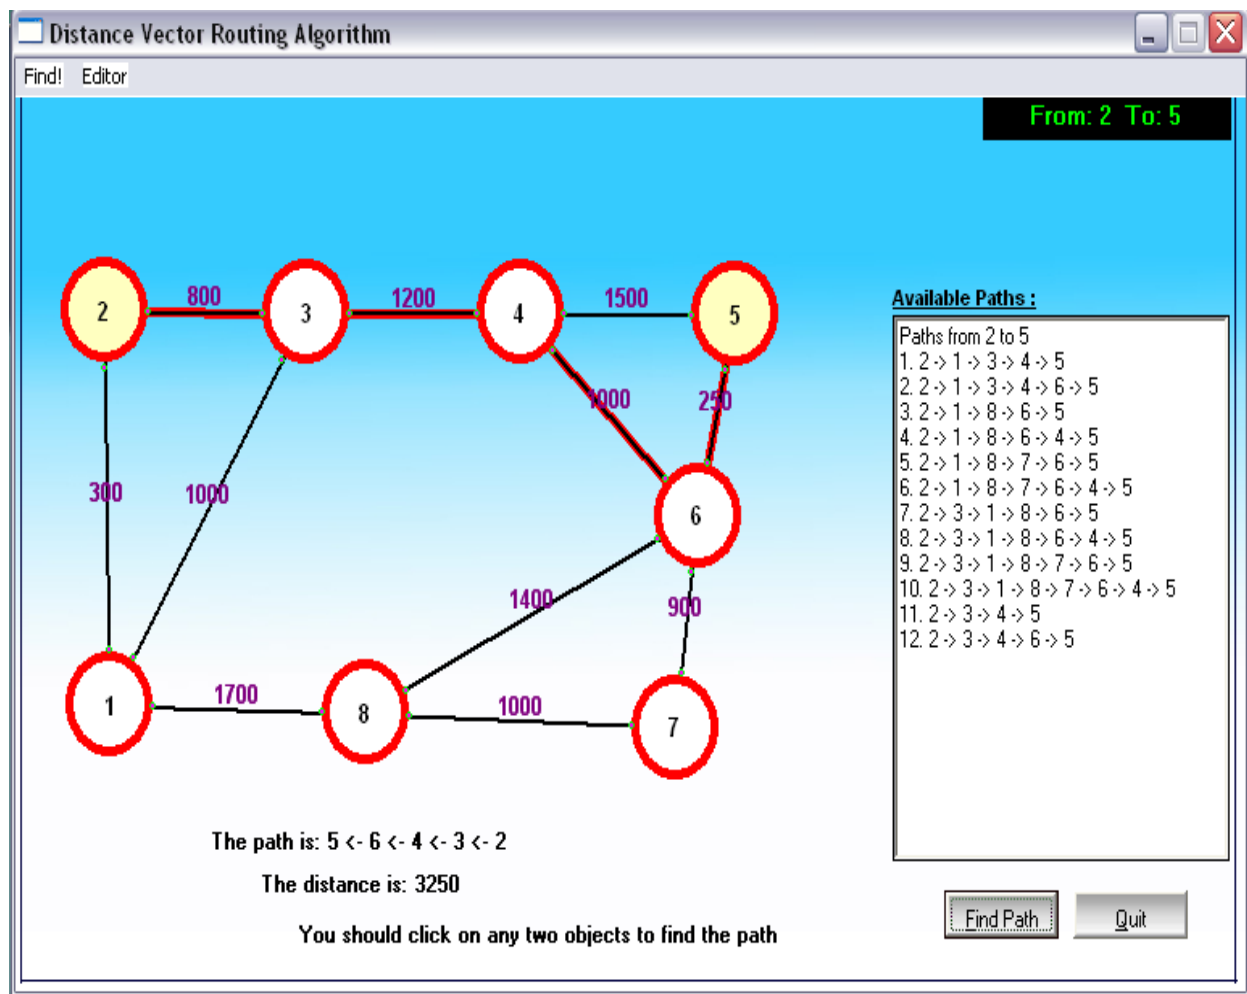 Distance Vector Routing Algorithm
Find! Editor
From: 2 To: 5
800
1200
1500
2
3
4
5
1000
250
300
1000
6
1400
900
1
1700
8
1000
7
The path is: 5 <- 6 <- 4 <- 3 <- 2
The distance is: 3250
You should click on any two objects to find the path
Available Paths :
Paths from 2 to 5
1. 2 -> 1 -> 3 -> 4 -> 5
2. 2 -> 1 -> 3 -> 4 -> 6 -> 5
3. 2 -> 1 -> 8 -> 6 -> 5
4. 2 -> 1 -> 8 -> 6 -> 4 -> 5
5. 2 -> 1 -> 8 -> 7 -> 6 -> 5
6. 2 -> 1 -> 8 -> 7 -> 6 -> 4 -> 5
7. 2 -> 3 -> 1 -> 8 -> 6 -> 5
8. 2 -> 3 -> 1 -> 8 -> 6 -> 4 -> 5
9. 2 -> 3 -> 1 -> 8 -> 7 -> 6 -> 5
10. 2 -> 3 -> 1 -> 8 -> 7 -> 6 -> 4 -> 5
11. 2 -> 3 -> 4 -> 5
12. 2 -> 3 -> 4 -> 6 -> 5
Find Path
Quit